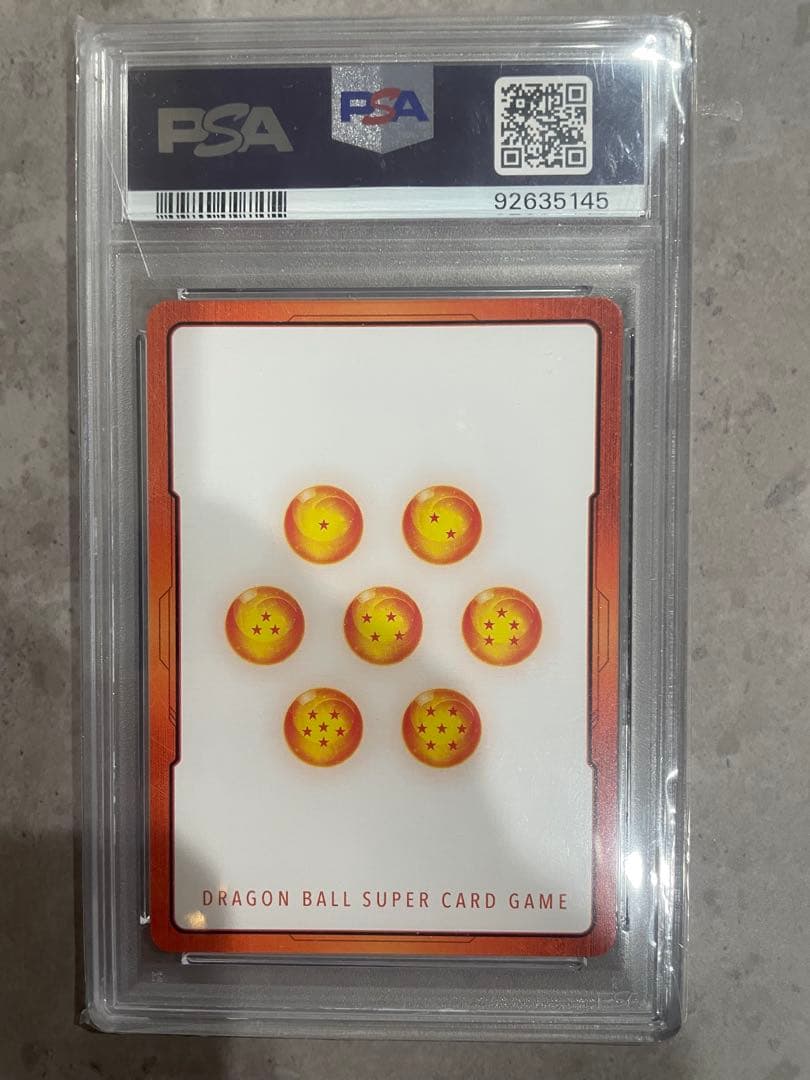 PSA
PSA
92635145
DRAGON BALL SUPER CARD GAME